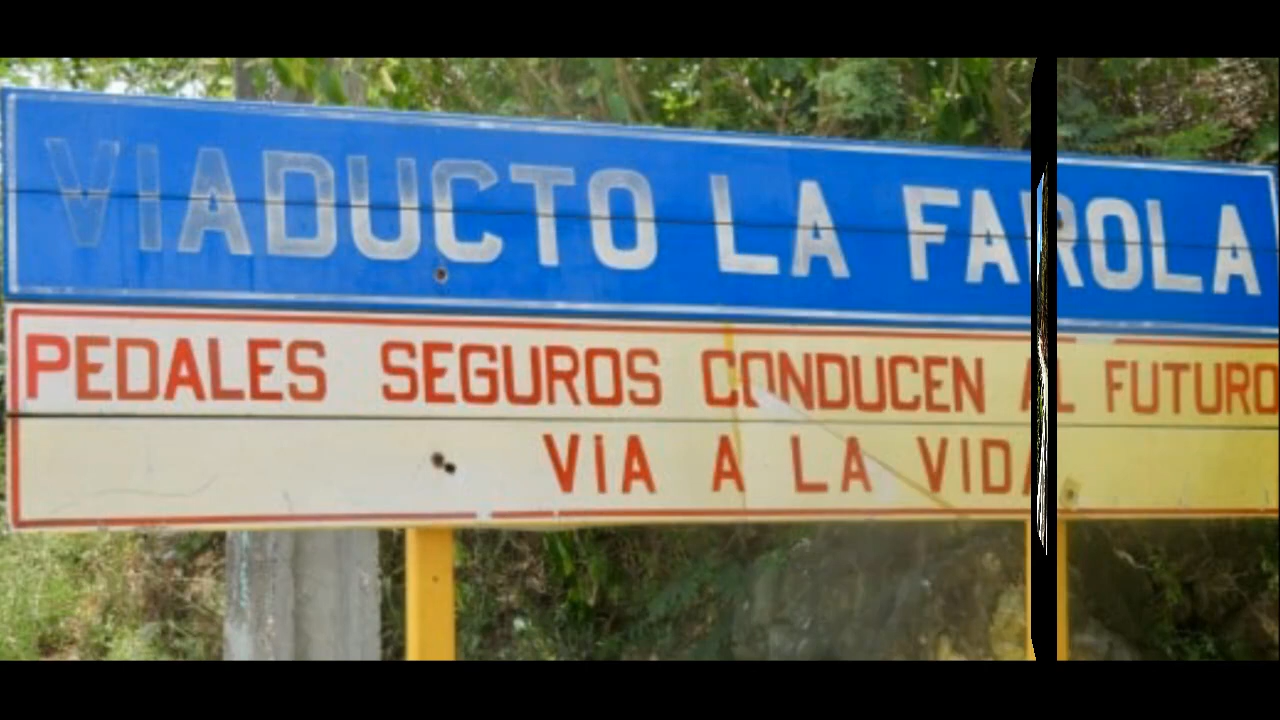 VIADUCTO LA FAROLA
PEDALES SEGUROS CONDUCEN AL FUTURO
VIA A LA VIDA